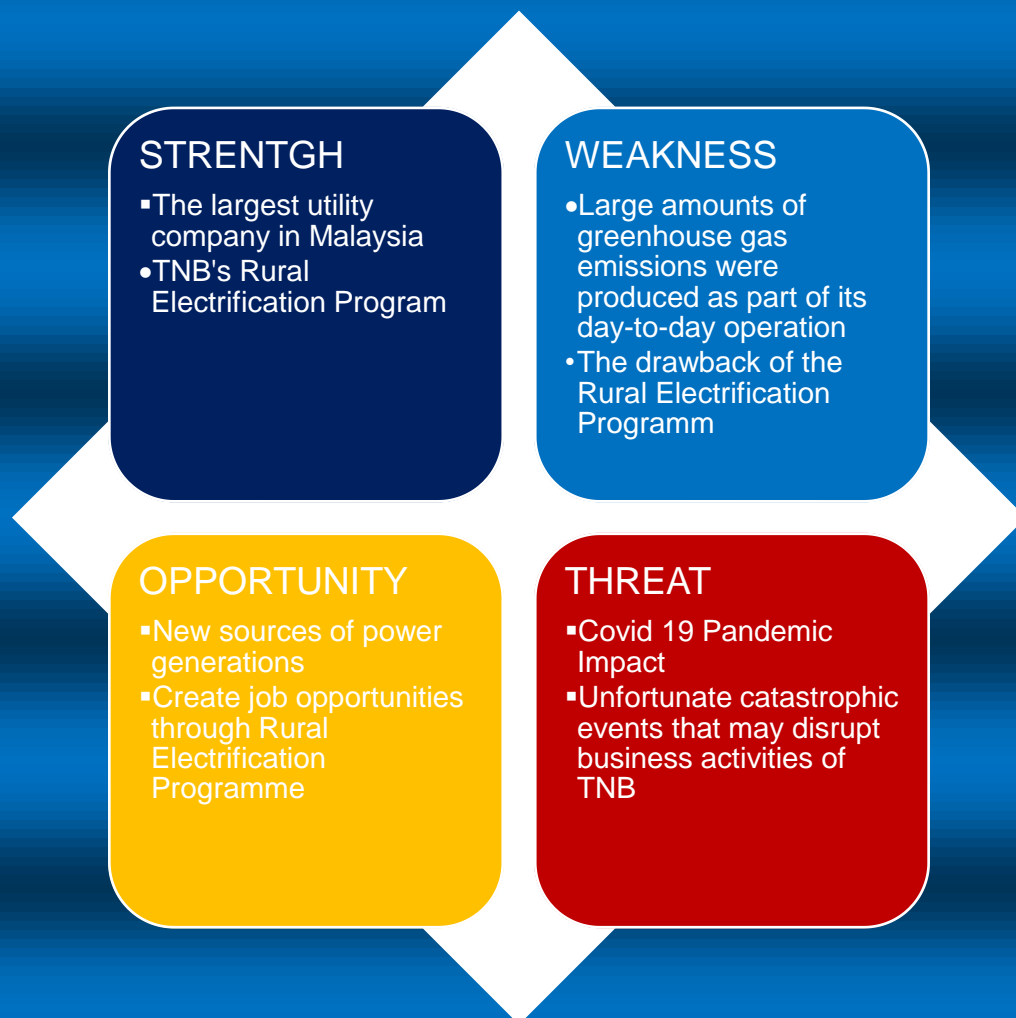 STRENTGH
▪The largest utility
company in Malaysia
•TNB's Rural
Electrification Program
WEAKNESS
•Large amounts of
greenhouse gas
emissions were
produced as part of its
day-to-day operation
•The drawback of the
Rural Electrification
Programm
OPPORTUNITY
▪New sources of power
generations
▪Create job opportunities
through Rural
Electrification
Programme
THREAT
▪Covid 19 Pandemic
Impact
▪Unfortunate catastrophic
events that may disrupt
business activities of
TNB